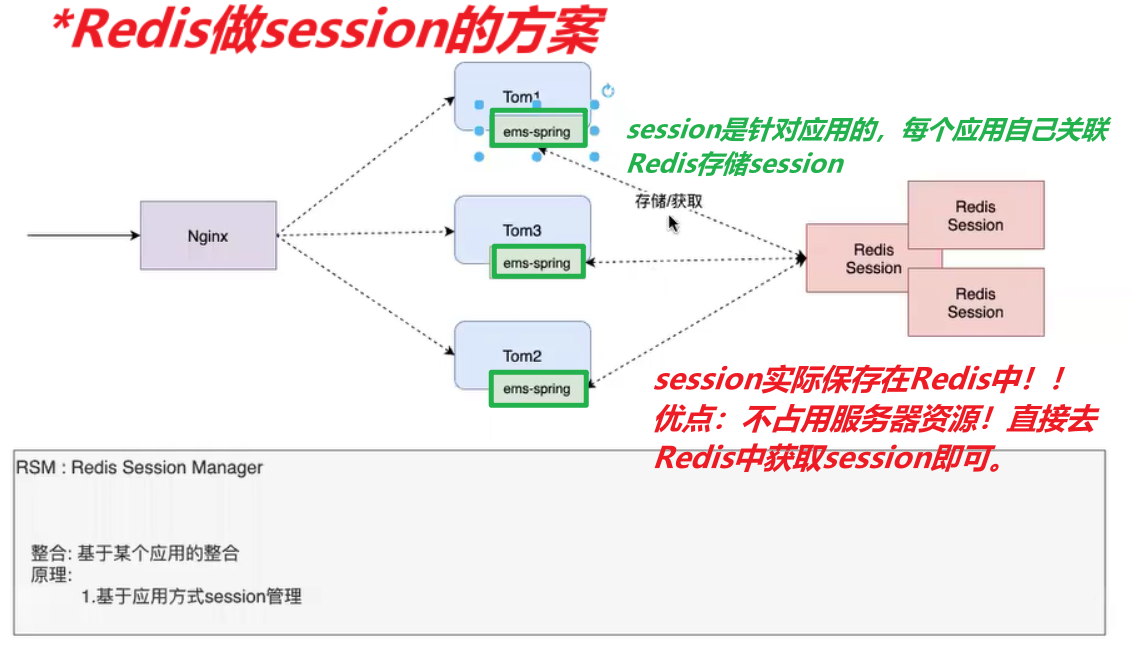 *Redis做session的方案
Tom1
ems-spring
session是针对应用的，每个应用自己关联
Redis存储session
存储/获取
Nginx
Tom3
ems-spring
Redis
Session
Redis
Session
Redis
Session
Tom2
ems-spring
session实际保存在Redis中！！
优点：不占用服务器资源！直接去
Redis中获取session即可。
RSM : Redis Session Manager
整合: 基于某个应用的整合
原理:
1.基于应用方式session管理